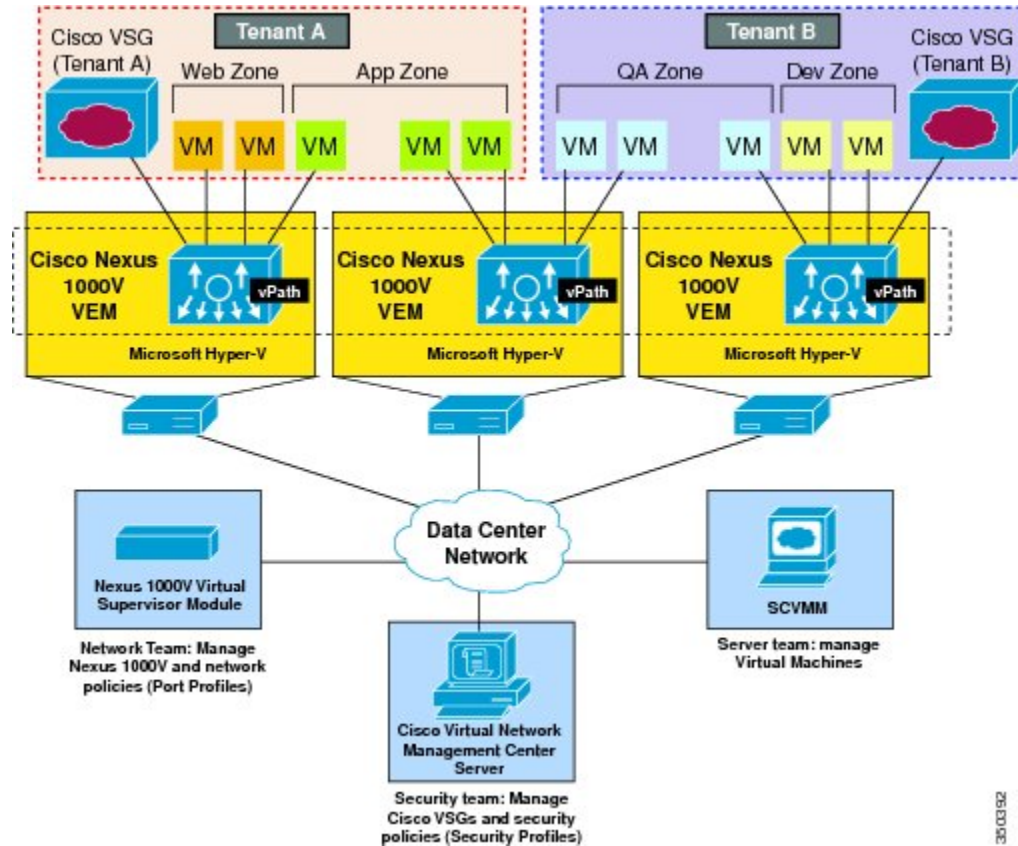 Cisco VSG
(Tenant A)
Tenant A
Web Zone
App Zone
Tenant B
QA Zone
Dev Zone
Cisco VSG
(Tenant B)
VM
VM
VM
VM
VM
VM
VM
VM
VM
VM
Cisco Nexus
1000V
VEM
vPath
Microsoft Hyper-V
Cisco Nexus
1000V
VEM
vPath
Microsoft Hyper-V
Cisco Nexus
1000V
VEM
vPath
Microsoft Hyper-V
Data Center
Network
Nexus 1000V Virtual
Supervisor Module
Network Team: Manage
Nexus 1000V and network
policies (Port Profiles)
Cisco Virtual Network
Management Center
Server
Security team: Manage
Cisco VSGs and security
policies (Security Profiles)
SCVMM
Server team: manage
Virtual Machines
350392